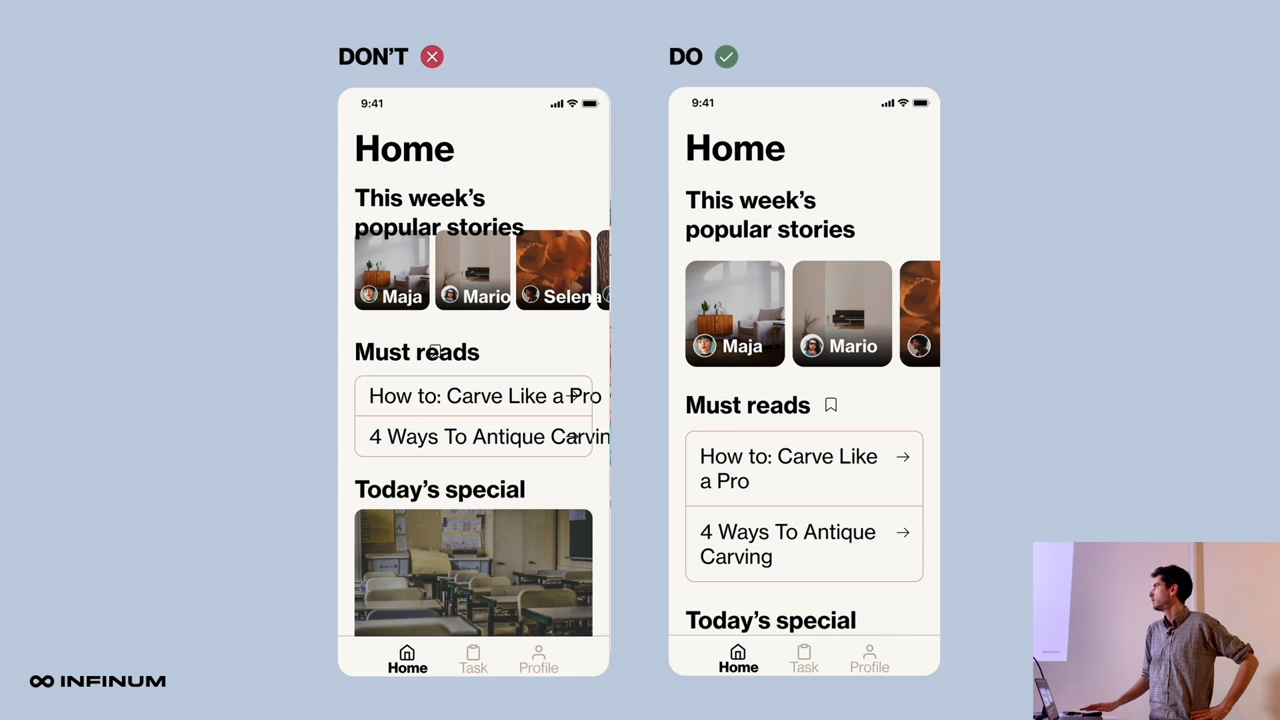 DON'T
9:41
Home
This week's
popular stories
Maja
Mario
Selena
Must reads
How to: Carve Like a Pro
4 Ways To Antique Carvin
Today's special
Home
Task
Profile
DO
9:41
Home
This week's
popular stories
Maja
Mario
Must reads
How to: Carve Like
a Pro
4 Ways To Antique
Carving
Today's special
Home
Task
Profile
INFINUM